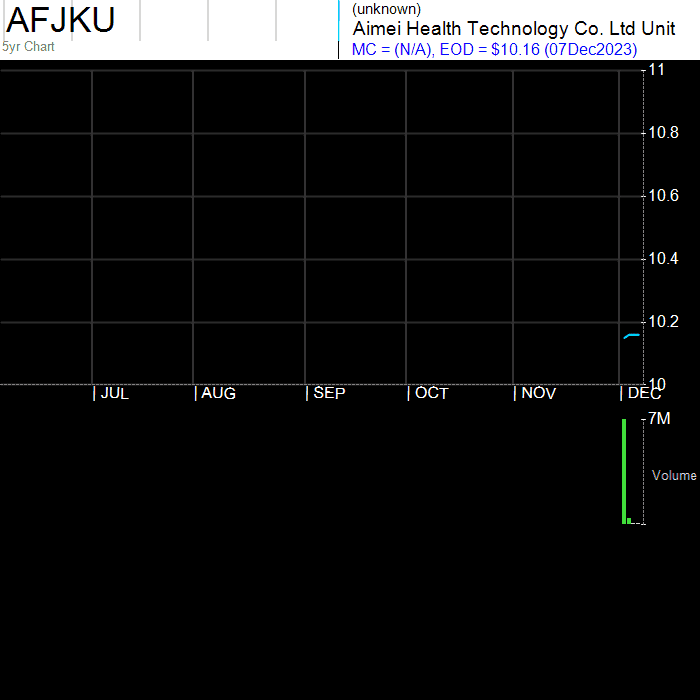 AFJKU
5yr Chart
(unknown)
Aimei Health Technology Co. Ltd Unit
MC = (N/A), EOD = $10.16 (07Dec2023)
11
10.8
10.6
10.4
10.2
10
JUL AUG SEP OCT NOV DEC
7M
Volume